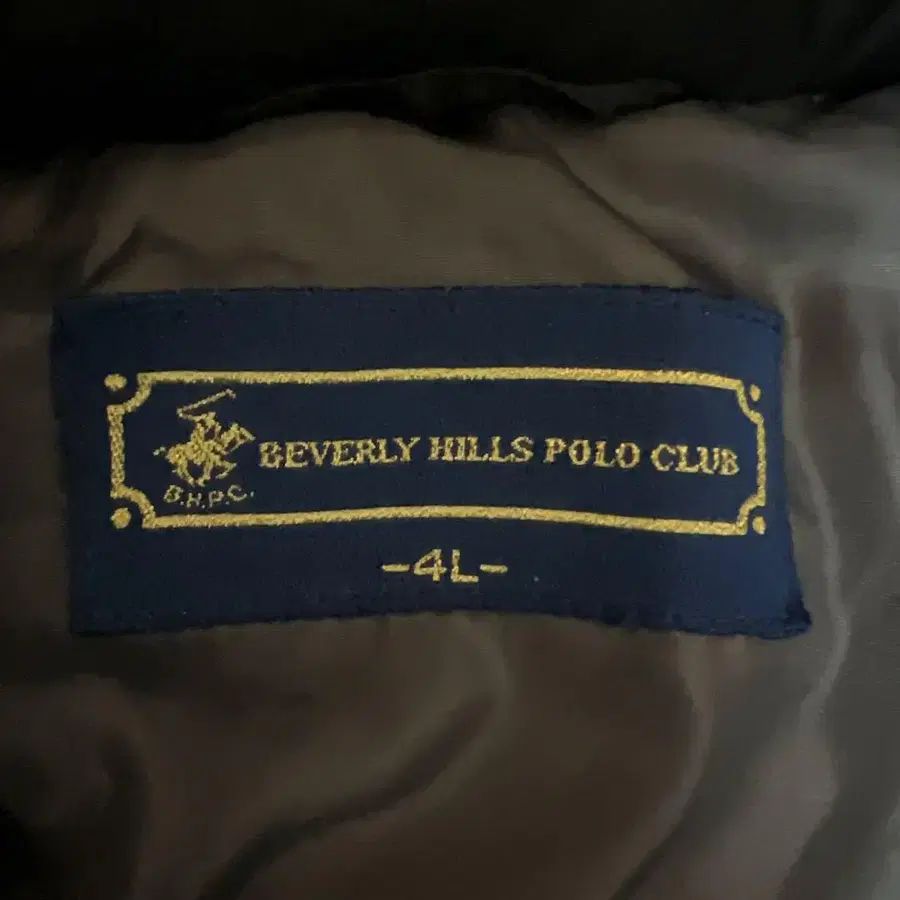 BEVERLY HILLS POLO CLUB
B.H.P.C.
-4L-